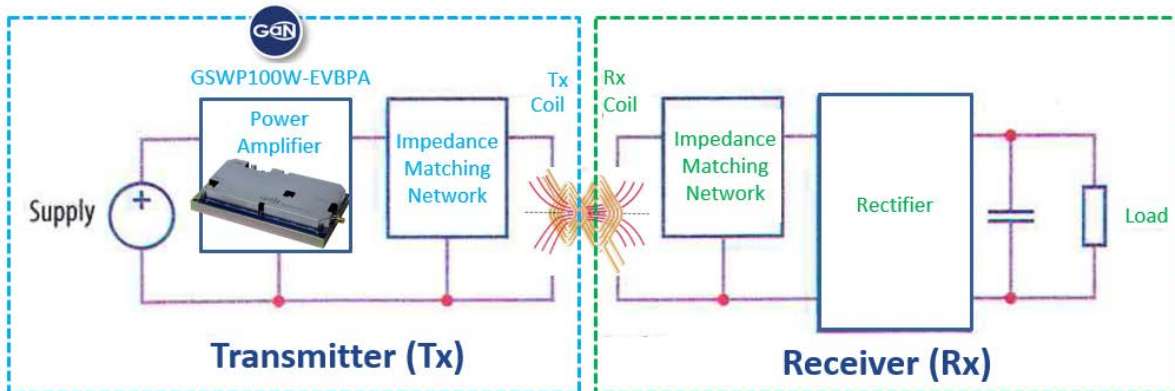 GaN
GSWP100W-EVBPA
Power
Amplifier
Supply
+
Impedance
Matching
Network
Tx
Coil
Rx
Coil
Impedance
Matching
Network
Rectifier
Load
Transmitter (Tx)
Receiver (Rx)